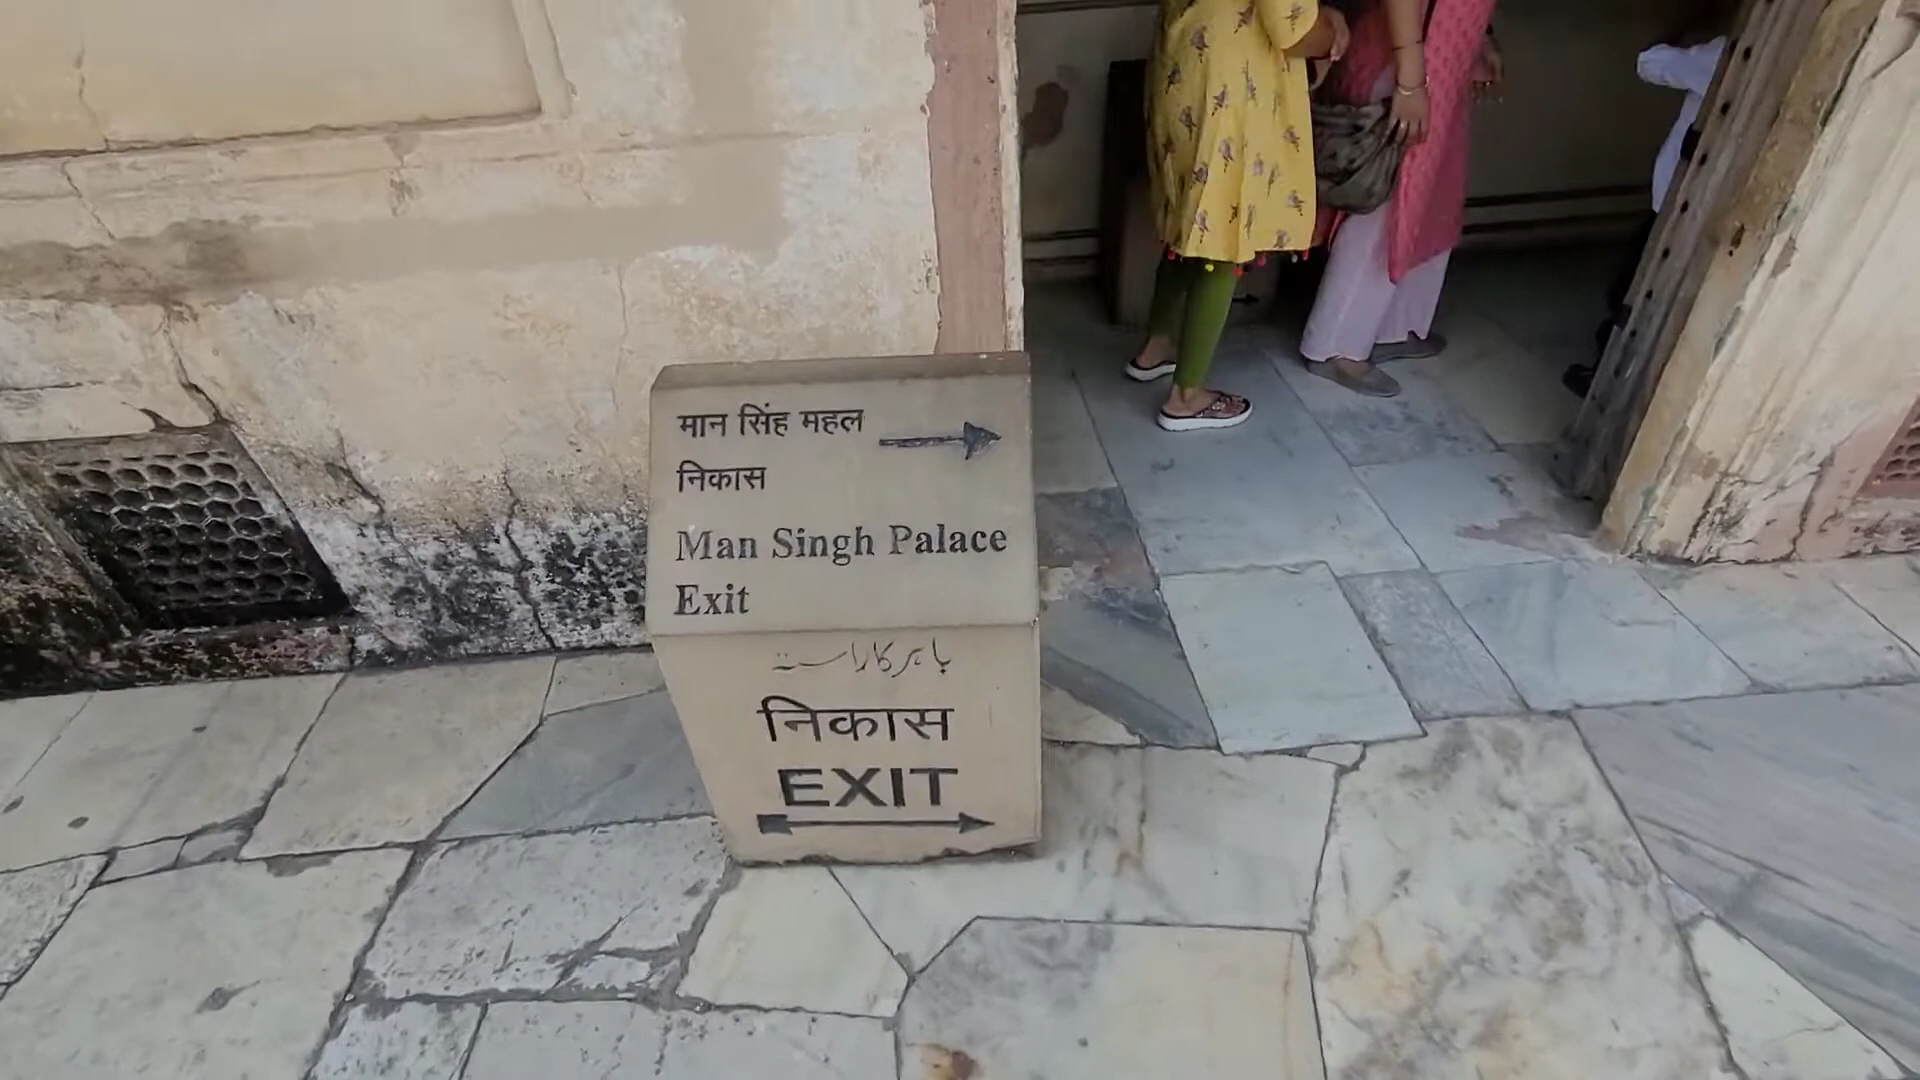 मान सिंह महल
निकास
Man Singh Palace
Exit
باہر کا راستہ
निकास
EXIT